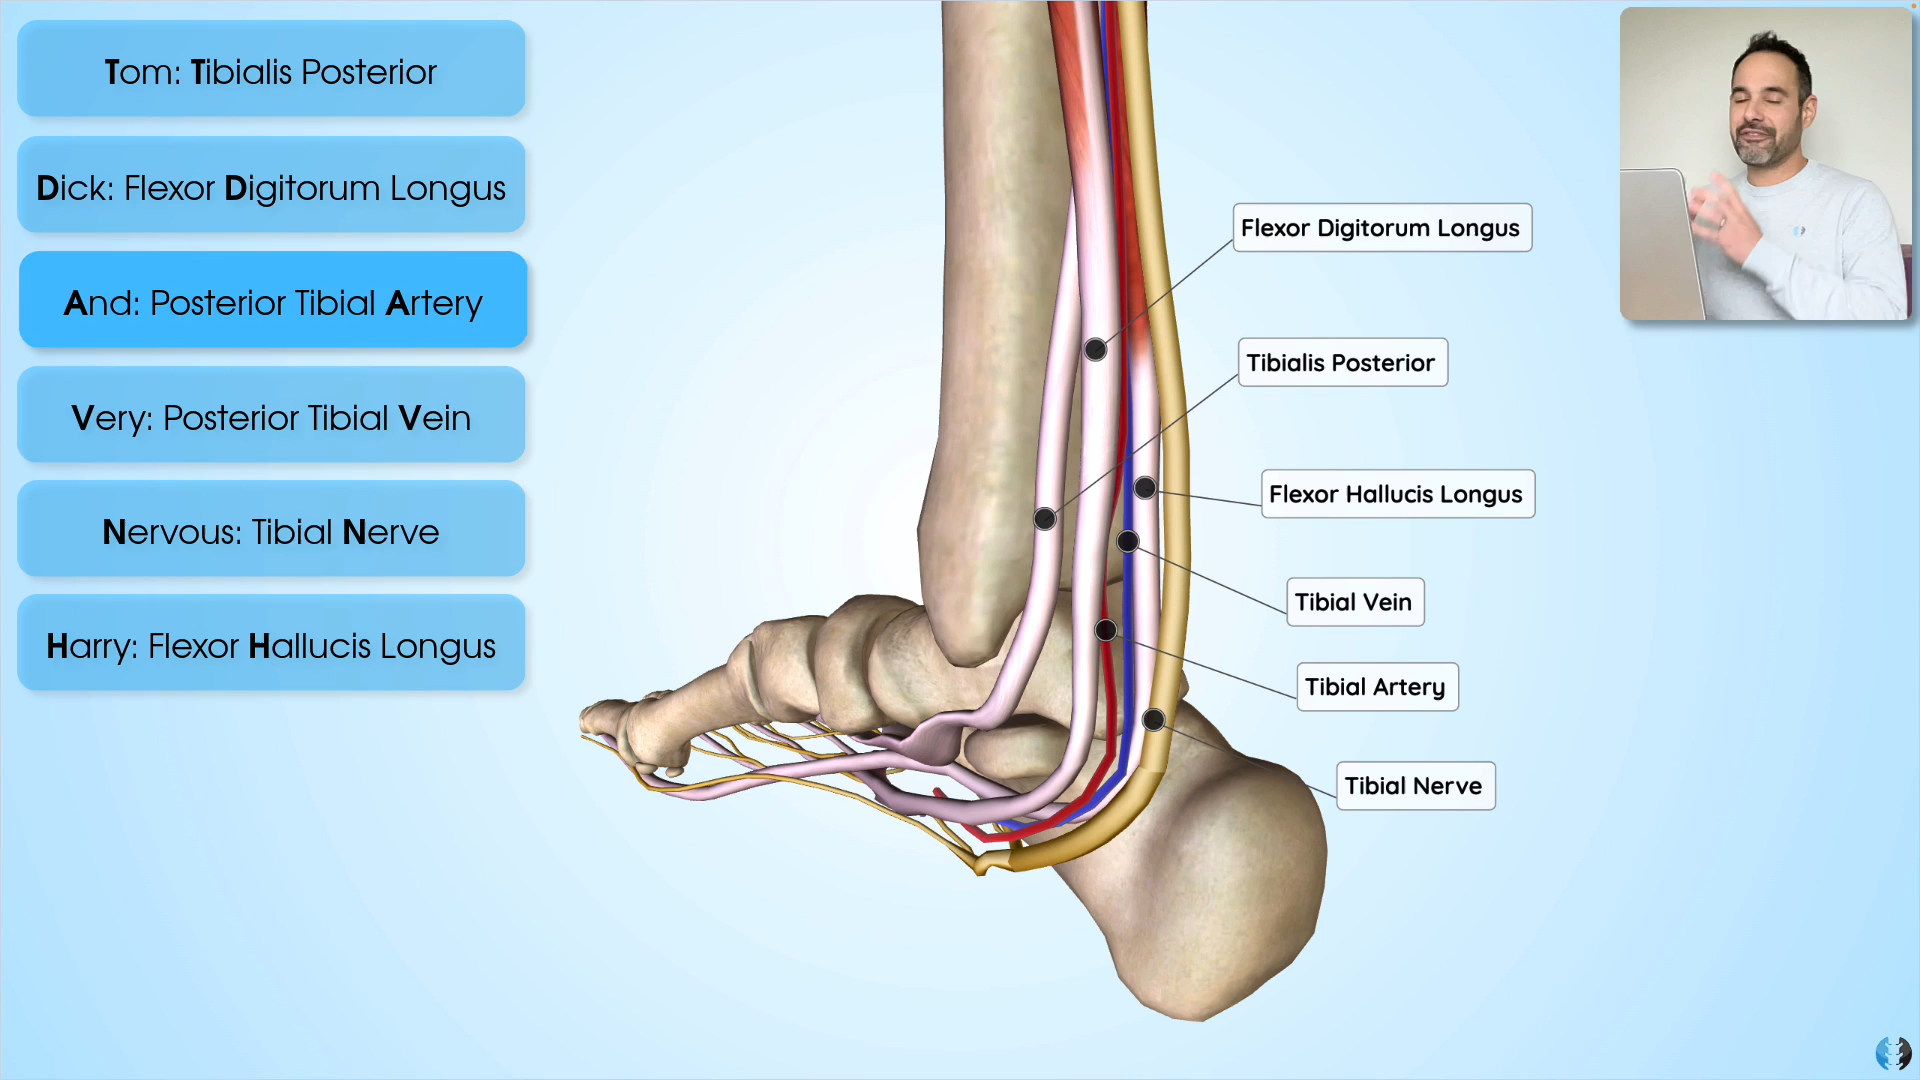 Tom: Tibialis Posterior
Dick: Flexor Digitorum Longus
And: Posterior Tibial Artery
Very: Posterior Tibial Vein
Nervous: Tibial Nerve
Harry: Flexor Hallucis Longus
Flexor Digitorum Longus
Tibialis Posterior
Flexor Hallucis Longus
Tibial Vein
Tibial Artery
Tibial Nerve